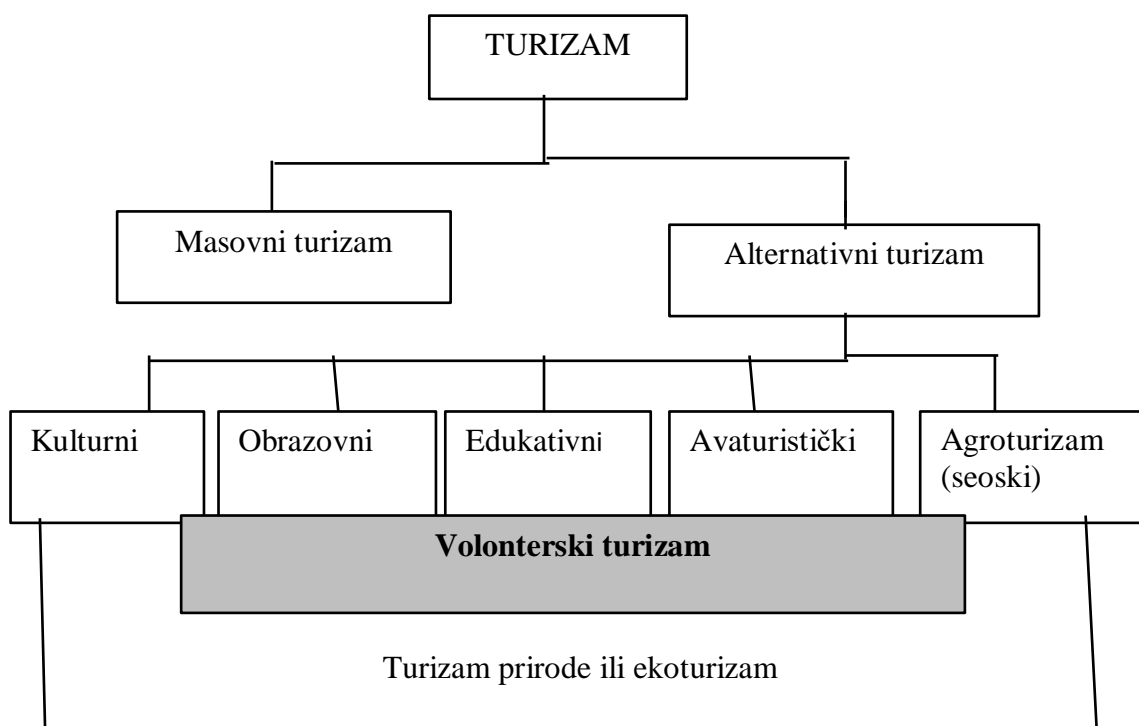 TURIZAM
Masovni turizam
Alternativni turizam
Kulturni
Obrazovni
Edukativni
Avaturistički
Agroturizam
(seoski)
Volonterski turizam
Turizam prirode ili ekoturizam